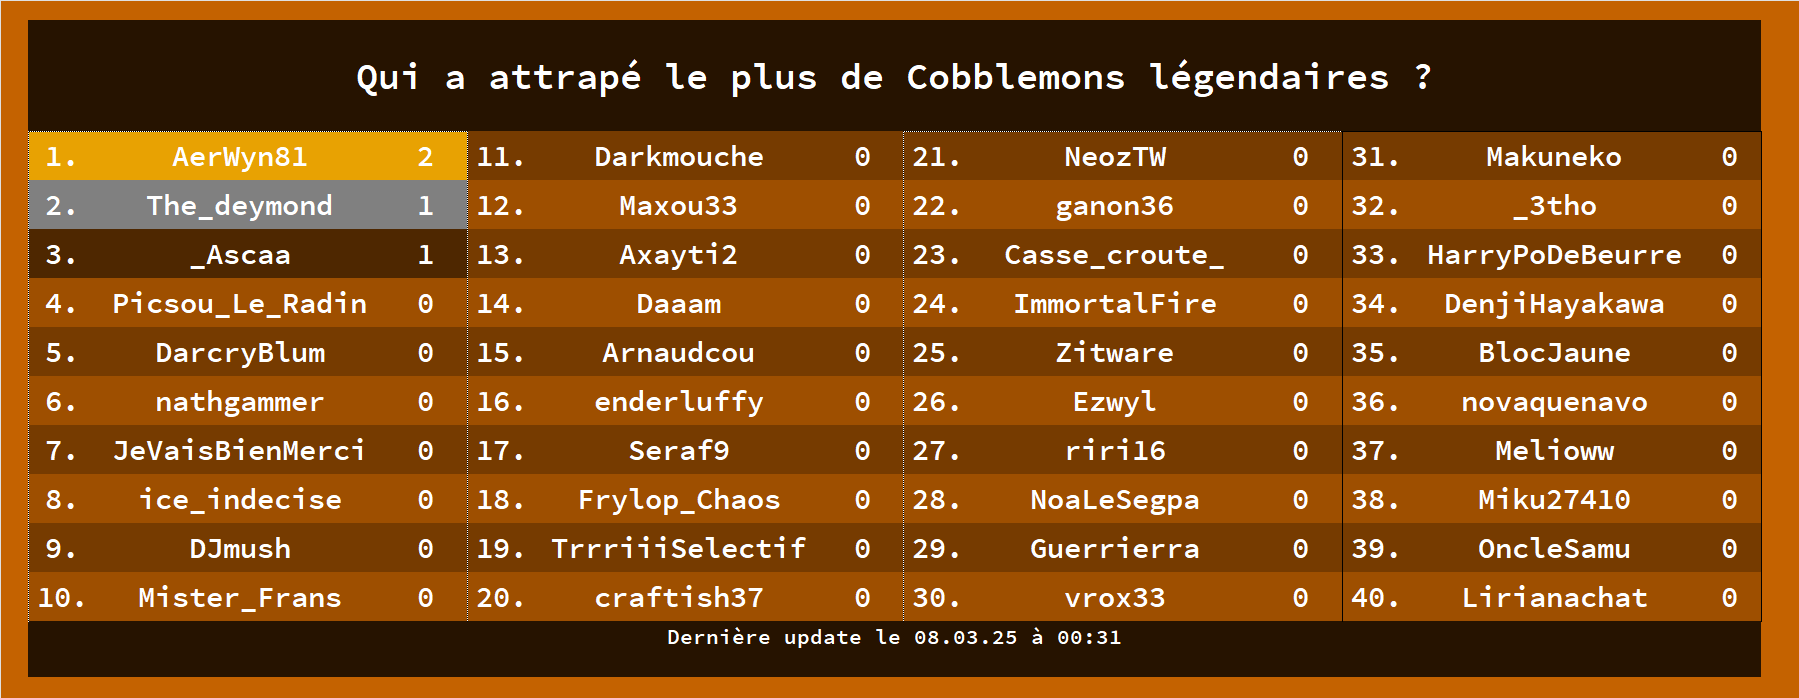 Qui a attrapé le plus de Cobblemons légendaires ?
1. AerWyn81 2 11. Darkmouche 0 21. NeozTW 0 31. Makuneko 0
2. The_deymond 1 12. Maxou33 0 22. ganon36 0 32. _3tho 0
3. _Ascaa 1 13. Axayti2 0 23. Casse_croute_ 0 33. HarryPoDeBeurre 0
4. Picsou_Le_Radin 0 14. Daaam 0 24. ImmortalFire 0 34. DenjiHayakawa 0
5. DarcryBlum 0 15. Arnaudcou 0 25. Zitware 0 35. BlocJaune 0
6. nathgammer 0 16. enderluffy 0 26. Ezwyl 0 36. novaquenavo 0
7. JeVaisBienMerci 0 17. Seraf9 0 27. riri16 0 37. Melioww 0
8. ice_indecise 0 18. Frylop_Chaos 0 28. NoaLeSegpa 0 38. Miku27410 0
9. DJmush 0 19. TrrriiiSelectif 0 29. Guerrierra 0 39. OncleSamu 0
10. Mister_Frans 0 20. craftish37 0 30. vrox33 0 40. Lirianachat 0
Dernière update le 08.03.25 à 00:31